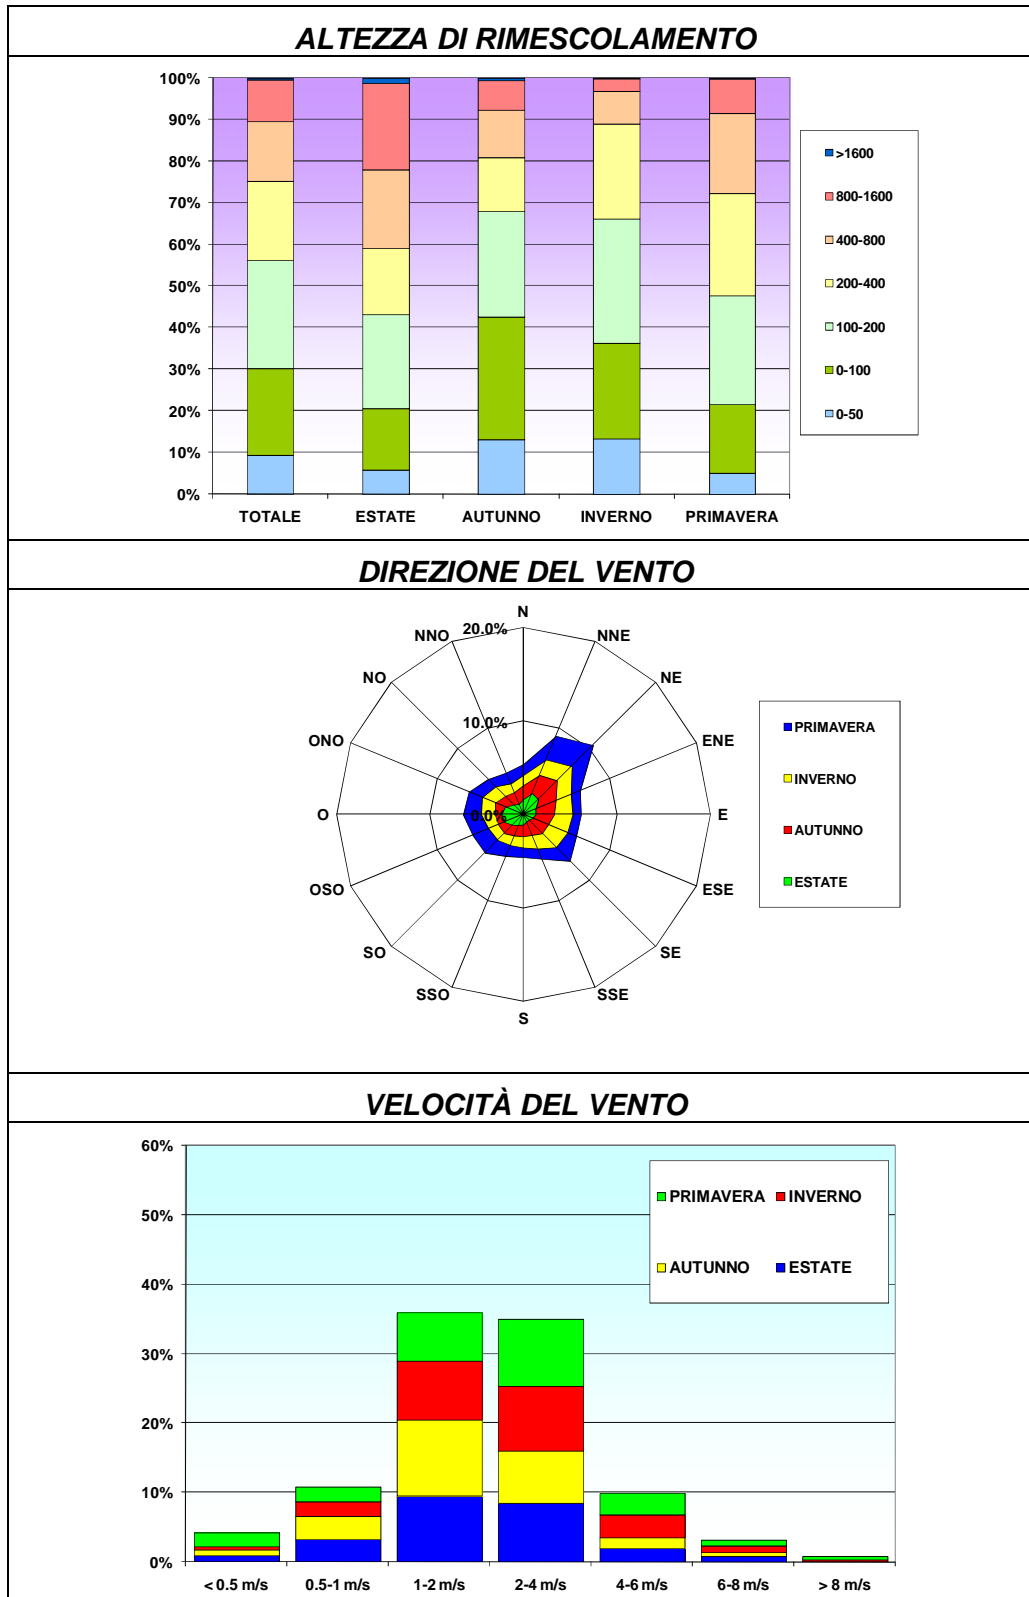 ALTEZZA DI RIMESCOLAMENTO
100%
90%
80%
70%
60%
50%
40%
30%
20%
10%
0%
TOTALE ESTATE AUTUNNO INVERNO PRIMAVERA
>1600
800-1600
400-800
200-400
100-200
0-100
0-50
DIREZIONE DEL VENTO
N
NNE
NE
ENE
E
ESE
SE
SSE
S
SSO
SO
OSO
O
ONO
NO
NNO
20.0%
10.0%
0.0%
PRIMAVERA
INVERNO
AUTUNNO
ESTATE
VELOCITÀ DEL VENTO
60%
50%
40%
30%
20%
10%
0%
PRIMAVERA INVERNO
AUTUNNO ESTATE
< 0.5 m/s 0.5-1 m/s 1-2 m/s 2-4 m/s 4-6 m/s 6-8 m/s > 8 m/s